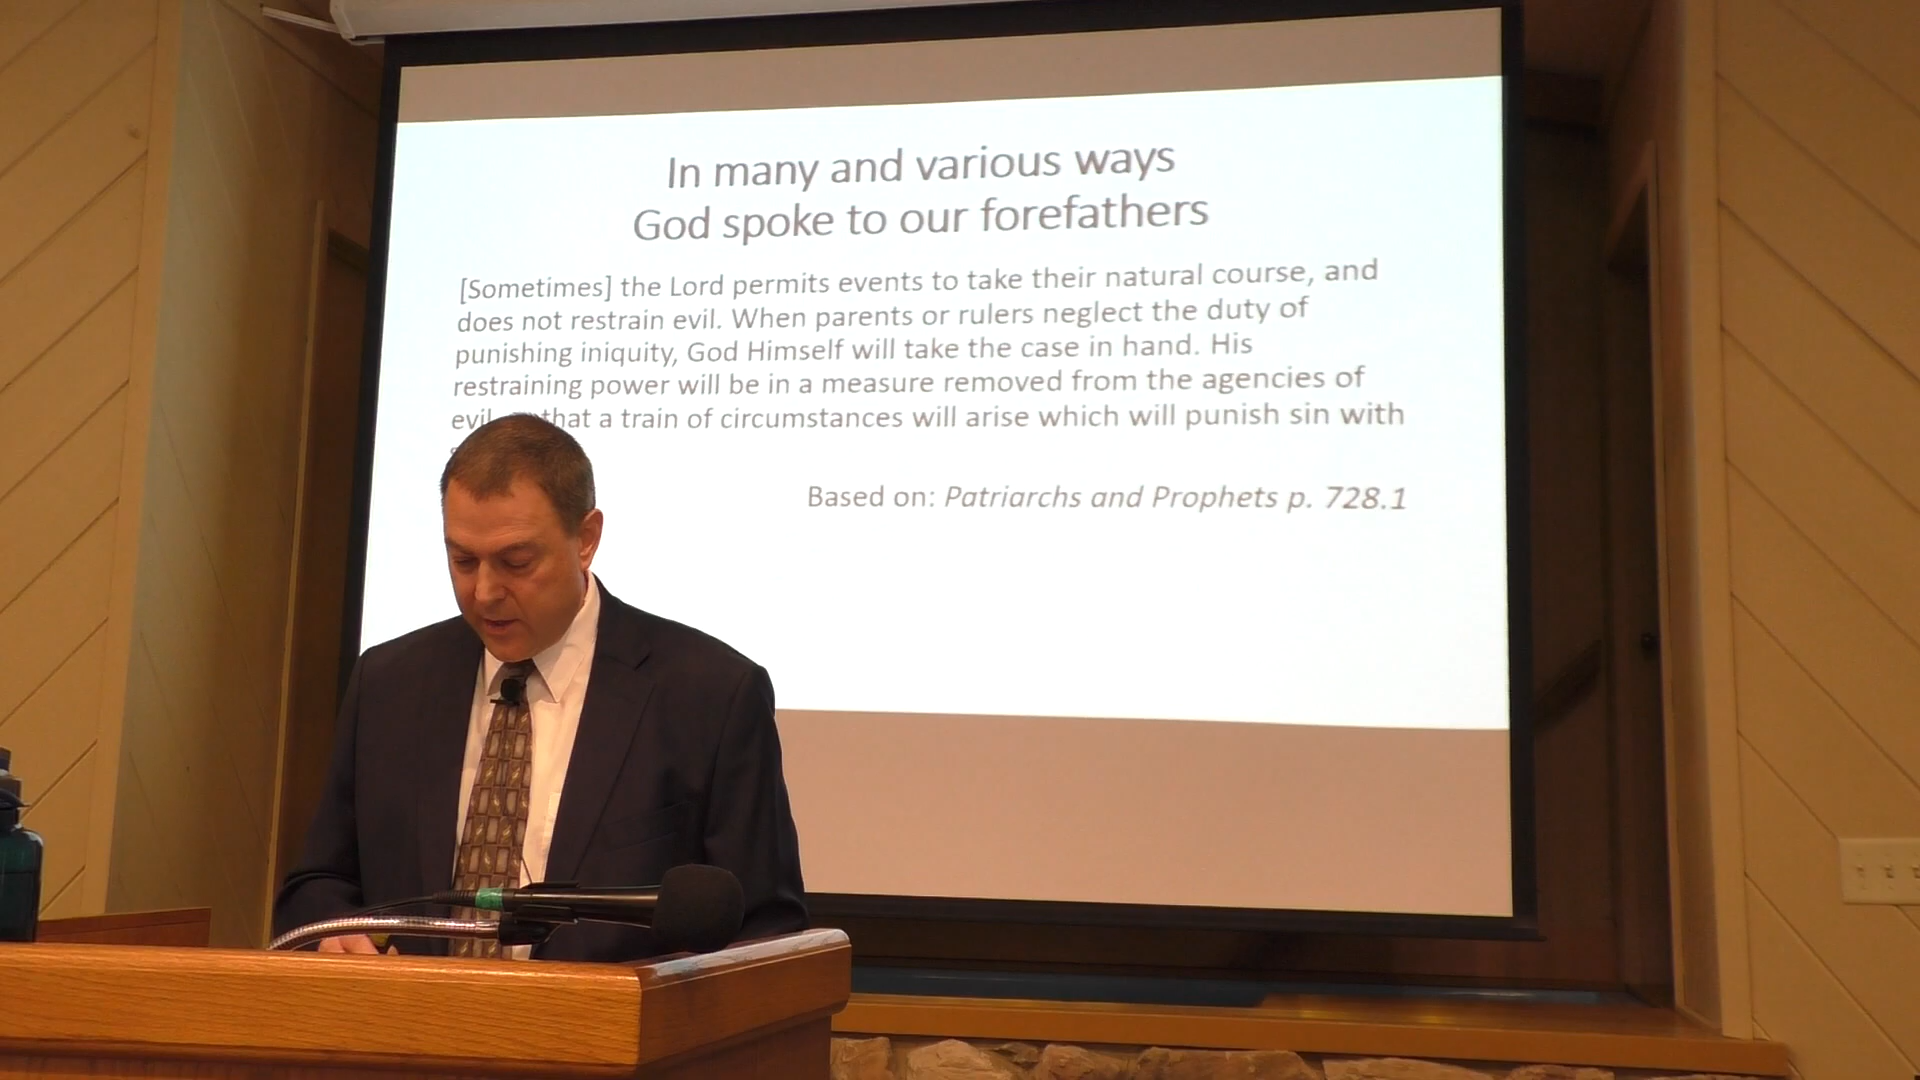 In many and various ways
God spoke to our forefathers
[Sometimes] the Lord permits events to take their natural course, and
does not restrain evil. When parents or rulers neglect the duty of
punishing iniquity, God Himself will take the case in hand. His
restraining power will be in a measure removed from the agencies of
that a train of circumstances will arise which will punish sin with
Based on: Patriarchs and Prophets p. 728.1